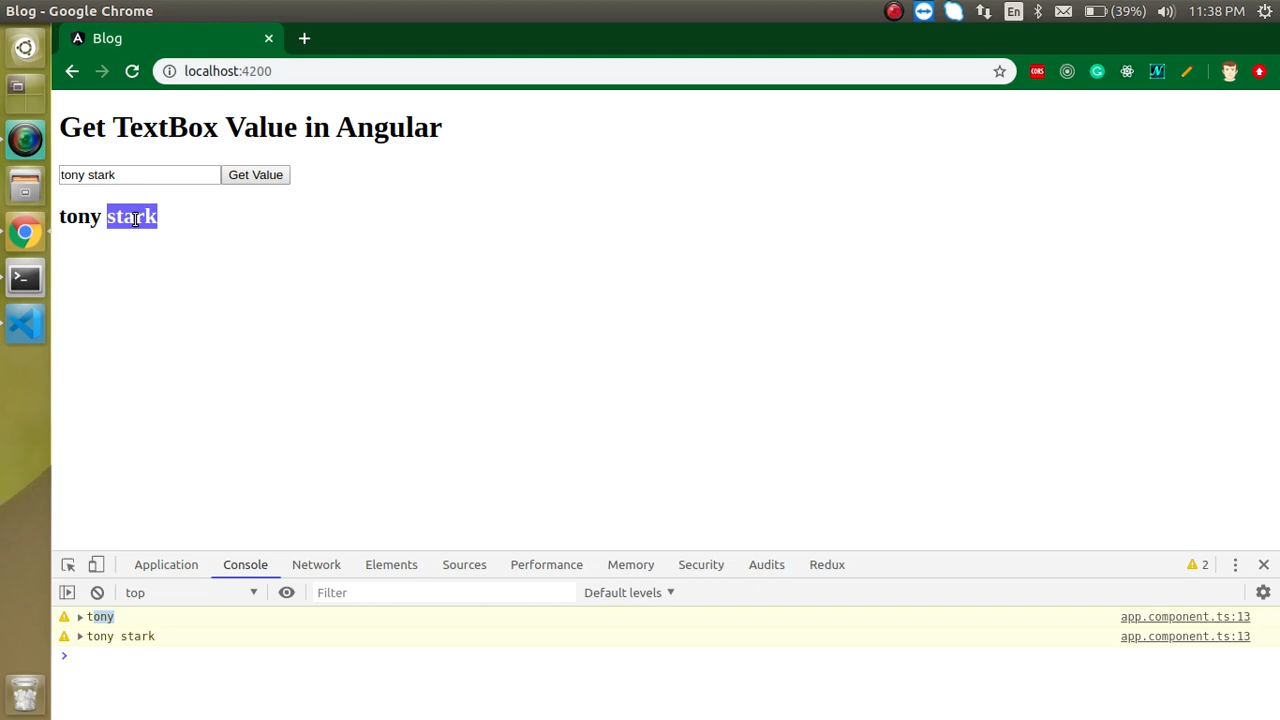 Blog - Google Chrome
En
(39%)
11:38 PM
Blog
localhost:4200
CORS
Get TextBox Value in Angular
tony stark
Get Value
tony stark
Application
Console
Network
Elements
Sources
Performance
Memory
Security
Audits
Redux
2
top
Filter
Default levels
tony
app.component.ts:13
tony stark
app.component.ts:13